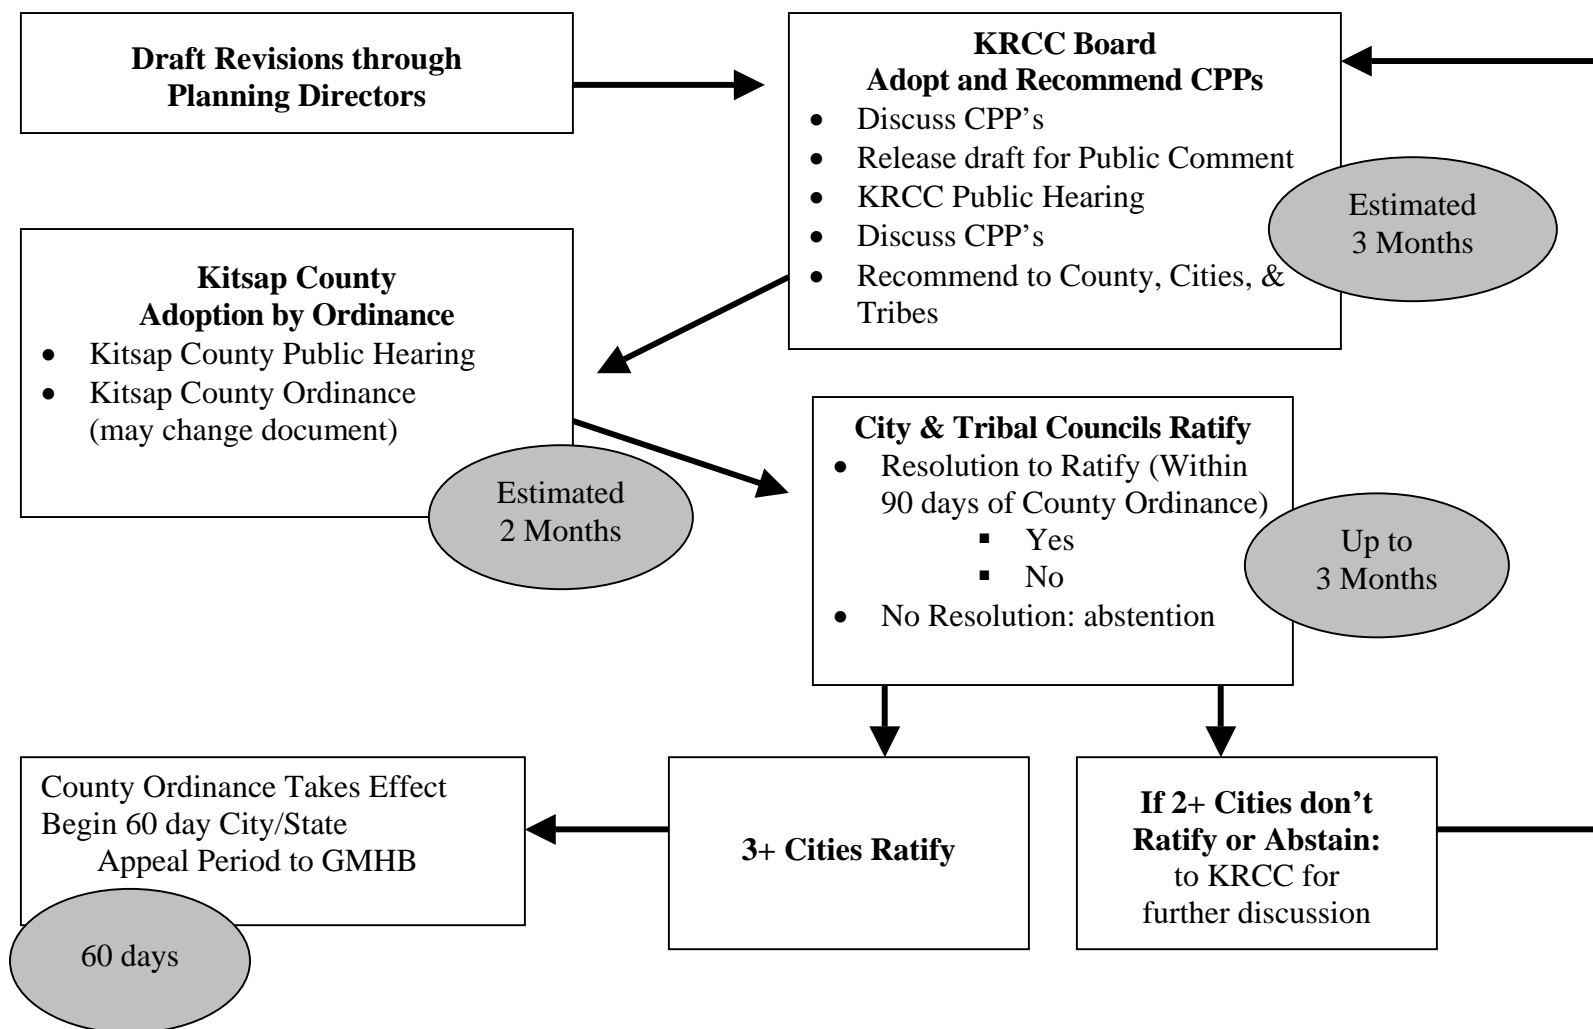 Draft Revisions through
Planning Directors
KRCC Board
Adopt and Recommend CPPs
• Discuss CPP’s
• Release draft for Public Comment
• KRCC Public Hearing
• Discuss CPP’s
• Recommend to County, Cities, &
Tribes
Estimated
3 Months
Kitsap County
Adoption by Ordinance
• Kitsap County Public Hearing
• Kitsap County Ordinance
(may change document)
Estimated
2 Months
City & Tribal Councils Ratify
• Resolution to Ratify (Within
90 days of County Ordinance)
▪ Yes
▪ No
• No Resolution: abstention
Up to
3 Months
County Ordinance Takes Effect
Begin 60 day City/State
Appeal Period to GMHB
60 days
3+ Cities Ratify
If 2+ Cities don’t
Ratify or Abstain:
to KRCC for
further discussion